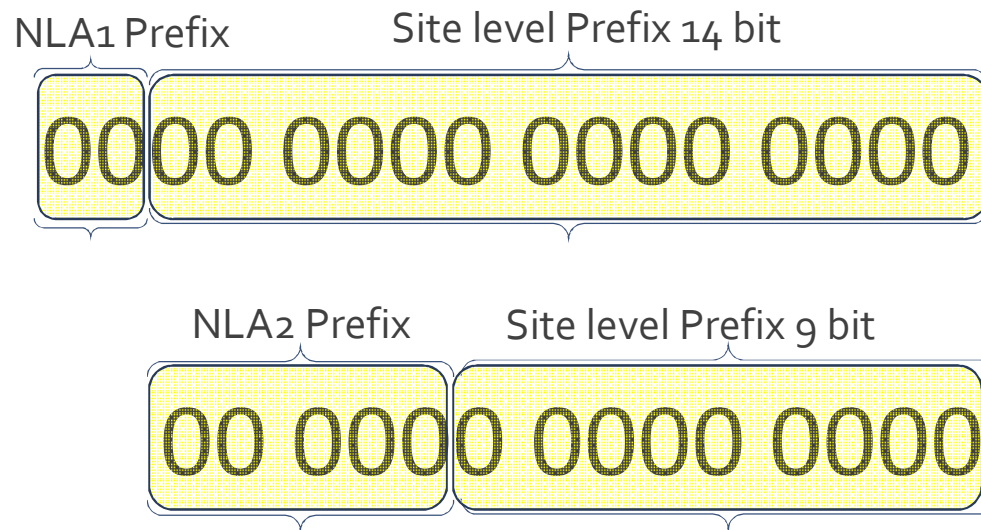 NLA1 Prefix Site level Prefix 14 bit
0000 0000 0000 0000
NLA2 Prefix Site level Prefix 9 bit
00 0000 0000 0000